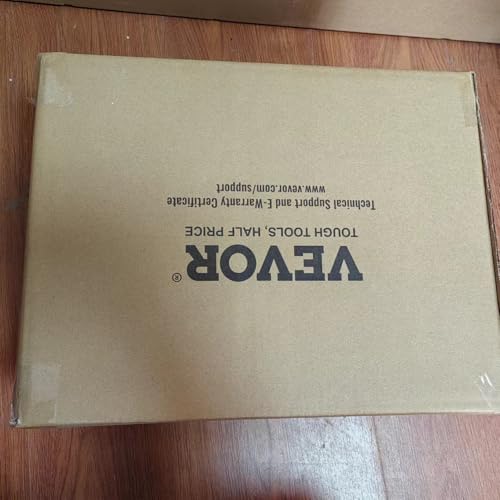 VEVOR®
TOUGH TOOLS, HALF PRICE
Technical Support and E-Warranty Certificate
www.vevor.com/support